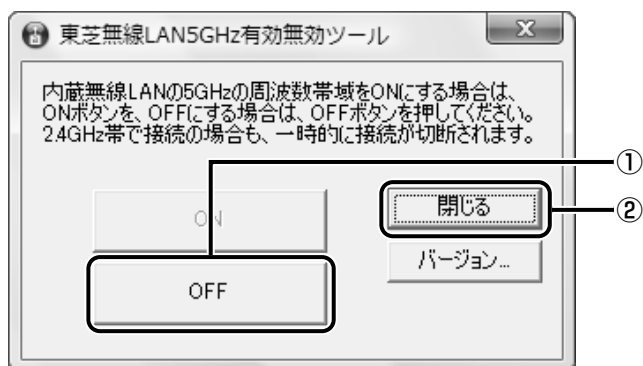 東芝無線LAN5GHz有効無効ツール
内蔵無線LANの5GHzの周波数帯域をONにする場合は、
ONボタンを、OFFにする場合は、OFFボタンを押してください。
2.4GHz帯で接続の場合も、一時的に接続が切断されます。
①
ON
閉じる
②
OFF
バージョン...